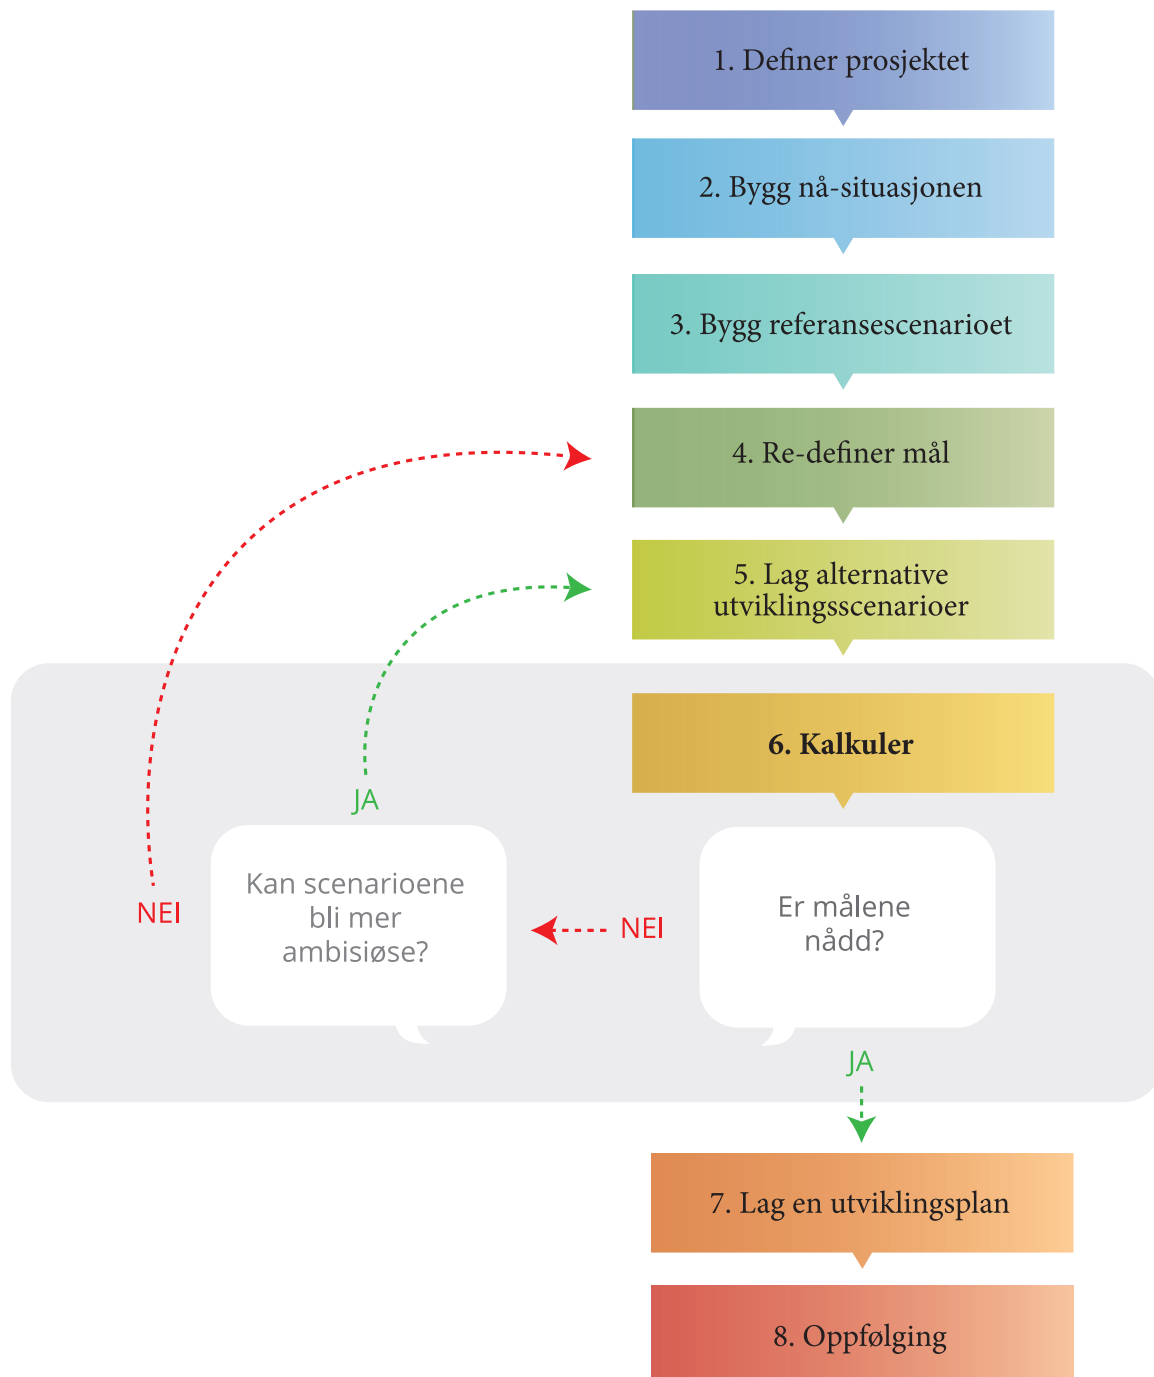 1. Definer prosjektet
2. Bygg nå-situasjonen
3. Bygg referansescenarioet
4. Re-definer mål
5. Lag alternative
utviklingsscenarioer
6. Kalkuler
JA
Kan scenarioene
bli mer
ambisiøse?
NEI
NEI
Er målene
nådd?
JA
7. Lag en utviklingsplan
8. Oppfølging